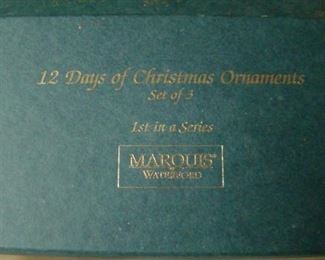 12 Days of Christmas Ornaments
Set of 3
1st in a Series
MARQUIS
WATERFORD